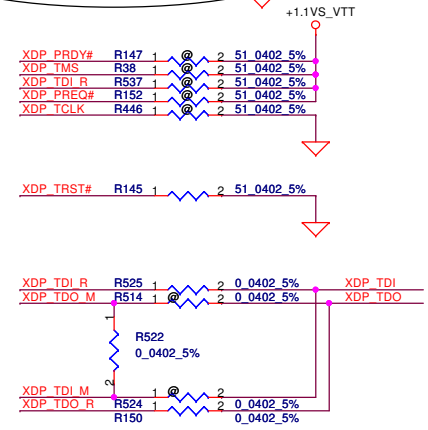 +1.1VS_VTT
XDP_PRDY# R147 1 @ 2 51_0402_5%
XDP_TMS R38 1 @ 2 51_0402_5%
XDP_TDI_R R537 1 @ 2 51_0402_5%
XDP_PREQ# R152 1 @ 2 51_0402_5%
XDP_TCLK R446 1 @ 2 51_0402_5%
XDP_TRST# R145 1 2 51_0402_5%
XDP_TDI_R R525 1 2 0_0402_5% XDP_TDI
XDP_TDO_M R514 1 @ 2 0_0402_5% XDP_TDO
1
R522
0_0402_5%
2
XDP_TDI_M 1 @ 2
XDP_TDO_R R524 1 2 0_0402_5%
R150 0_0402_5%